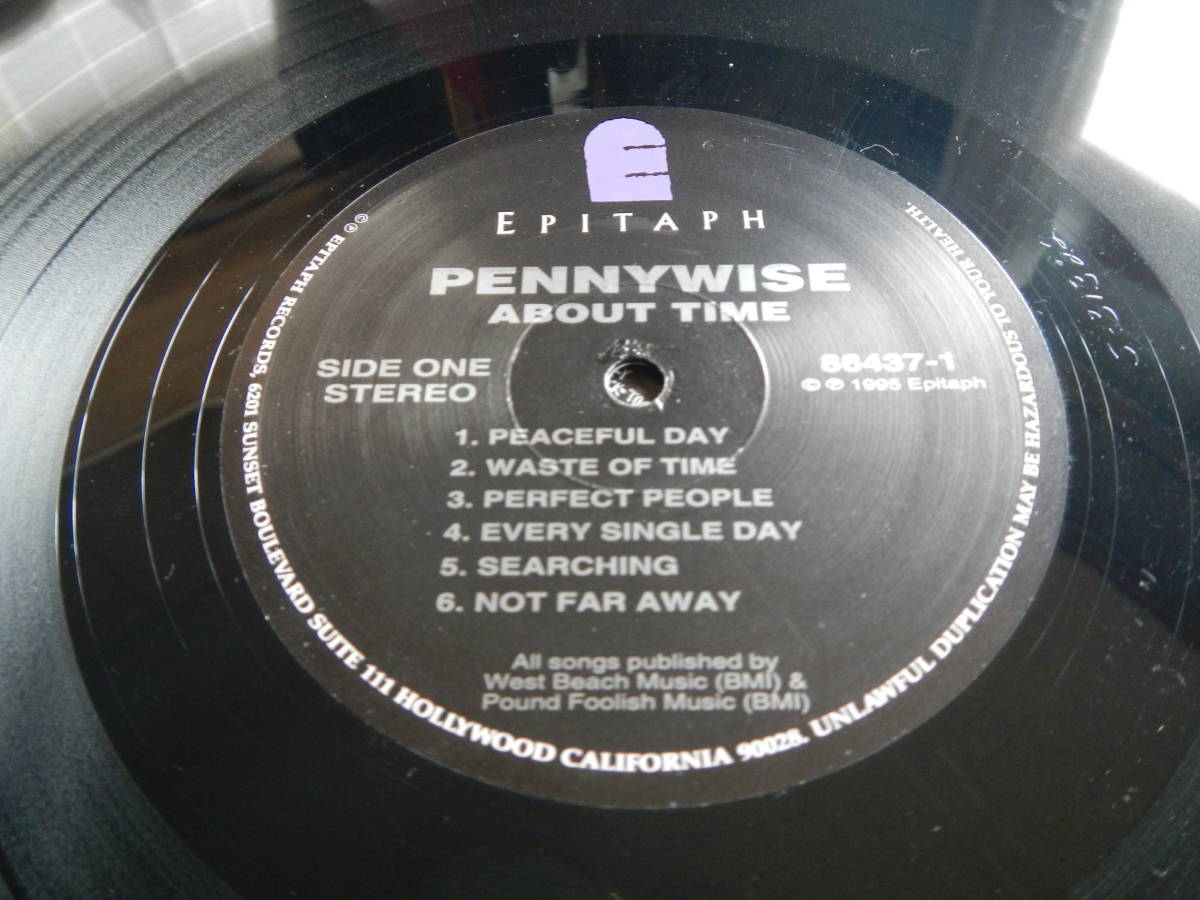 E
EPITAPH
PENNYWISE
ABOUT TIME
SIDE ONE
STEREO
86437-1
© ℗ 1995 Epitaph
1. PEACEFUL DAY
2. WASTE OF TIME
3. PERFECT PEOPLE
4. EVERY SINGLE DAY
5. SEARCHING
6. NOT FAR AWAY
All songs published by
West Beach Music (BMI) &
Pound Foolish Music (BMI)
© ℗ EPITAPH RECORDS, 6201 SUNSET BOULEVARD SUITE 111 HOLLYWOOD CALIFORNIA 90028. UNLAWFUL DUPLICATION MAY BE HAZARDOUS TO YOUR HEALTH.